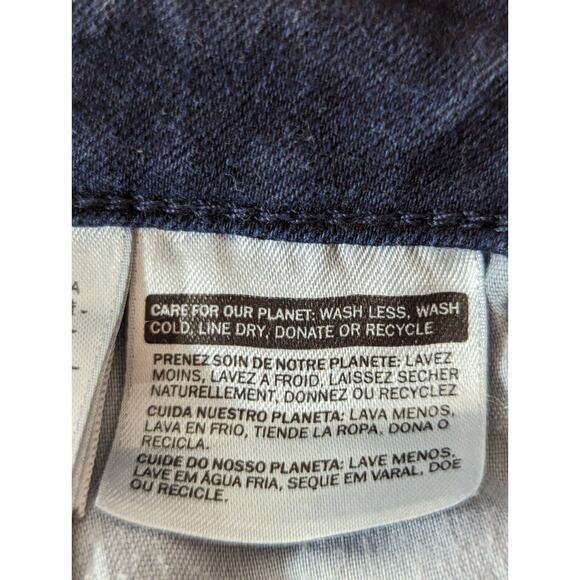 CARE FOR OUR PLANET: WASH LESS, WASH
COLD, LINE DRY, DONATE OR RECYCLE
PRENEZ SOIN DE NOTRE PLANETE: LAVEZ
MOINS, LAVEZ A FROID, LAISSEZ SECHER
NATURELLEMENT, DONNEZ OU RECYCLEZ
CUIDA NUESTRO PLANETA: LAVA MENOS,
LAVA EN FRIO, TIENDE LA ROPA, DONA O
RECICLA.
CUIDE DO NOSSO PLANETA: LAVE MENOS,
LAVE EM ÁGUA FRIA, SEQUE EM VARAL, DOE
OU RECICLE.